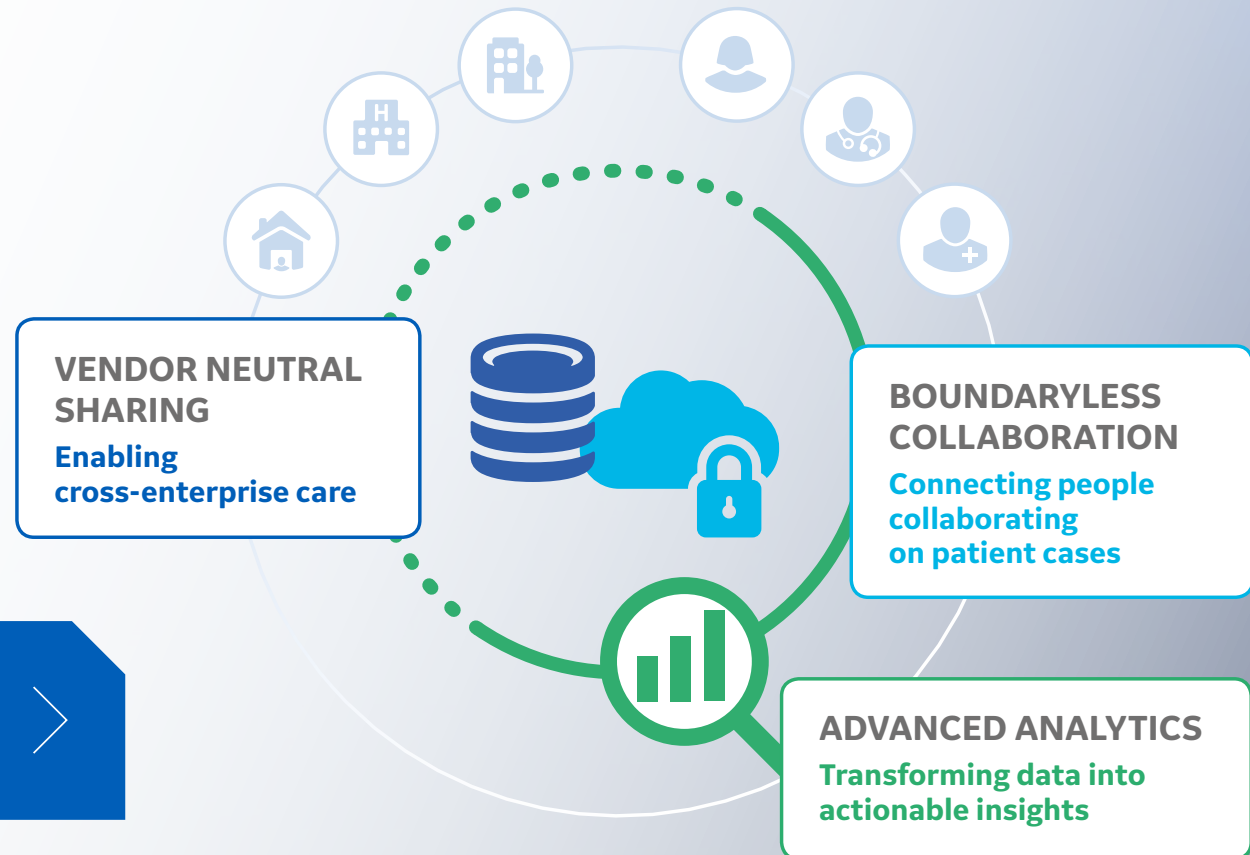 VENDOR NEUTRAL
SHARING
Enabling
cross-enterprise care
BOUNDARYLESS
COLLABORATION
Connecting people
collaborating
on patient cases
ADVANCED ANALYTICS
Transforming data into
actionable insights
H